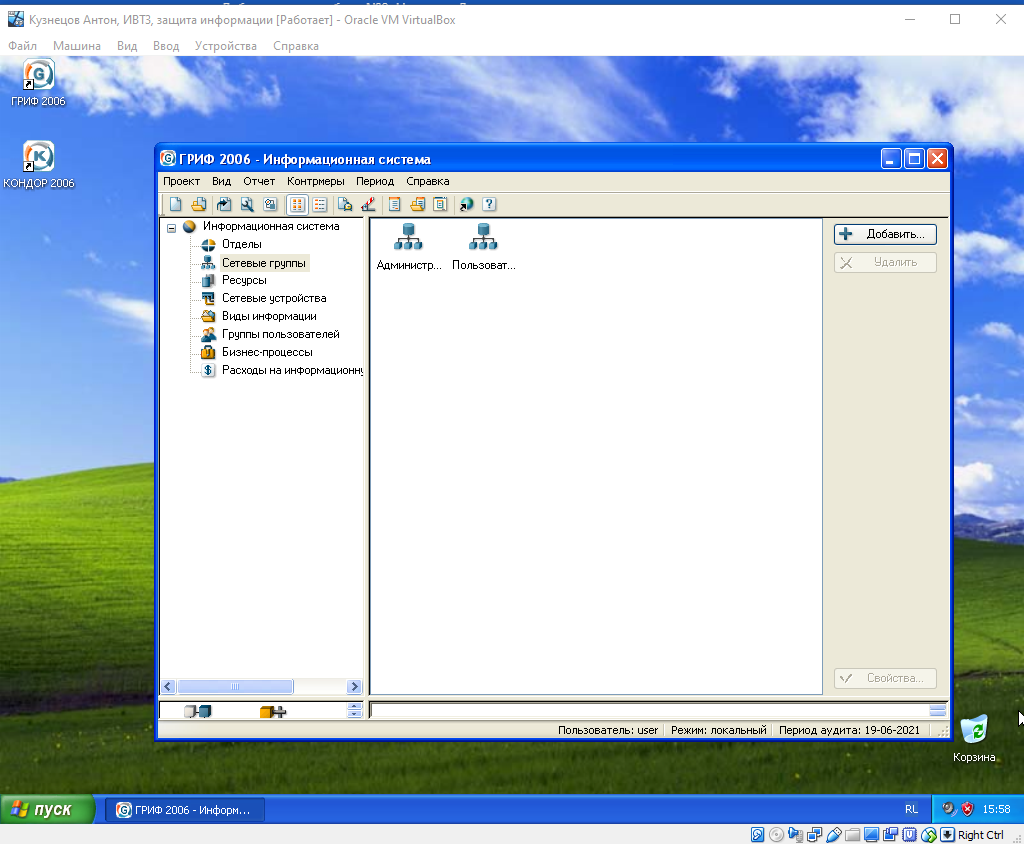 Кузнецов Антон, ИВТ3, защита информации [Работает] - Oracle VM VirtualBox
Файл Машина Вид Ввод Устройства Справка
ГРИФ 2006
КОНДОР 2006
ГРИФ 2006 - Информационная система
Проект Вид Отчет Контрмеры Период Справка
Информационная система
Отделы
Сетевые группы
Ресурсы
Сетевые устройства
Виды информации
Группы пользователей
Бизнес-процессы
Расходы на информационну
Администр...
Пользоват...
Добавить...
Удалить
Свойства...
Пользователь: user
Режим: локальный
Период аудита: 19-06-2021
Корзина
пуск
ГРИФ 2006 - Информ...
RL
15:58
Right Ctrl